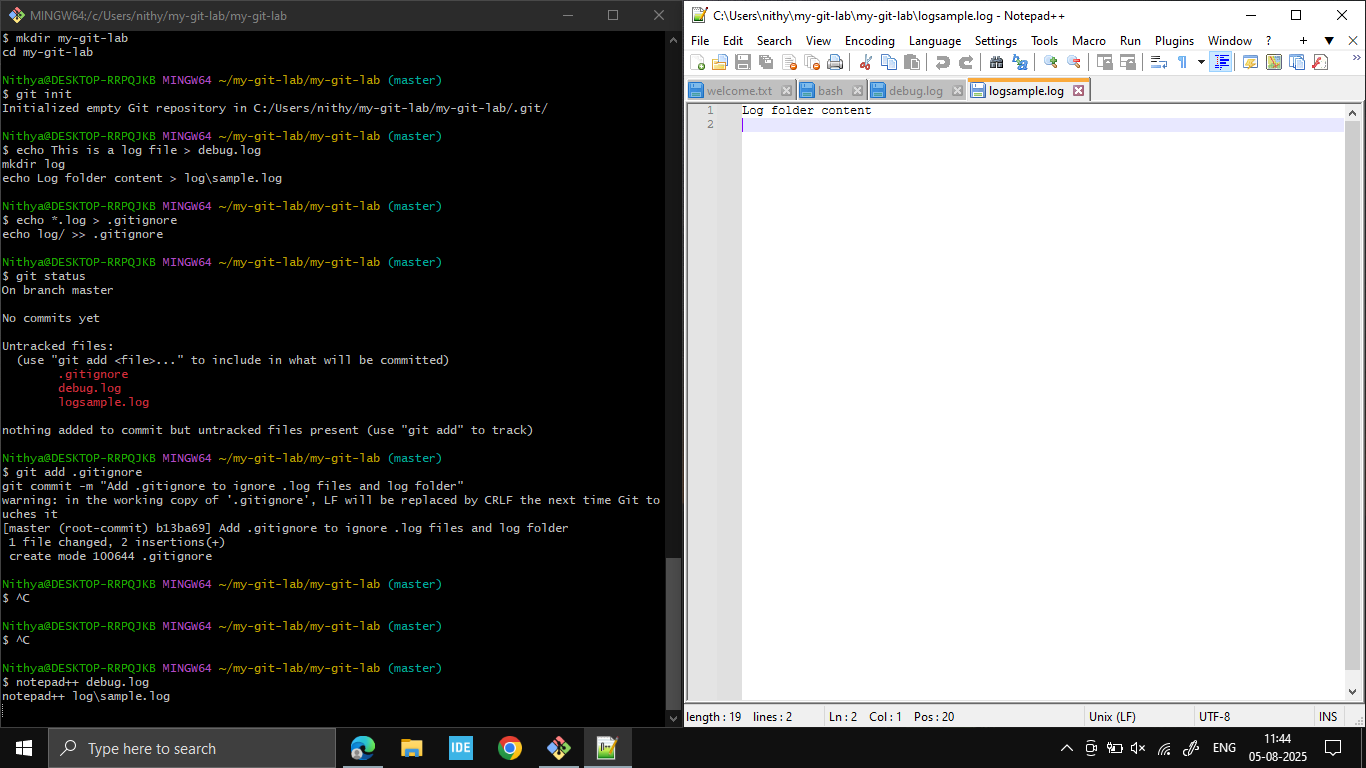 MINGW64:/c/Users/nithy/my-git-lab/my-git-lab
$ mkdir my-git-lab
cd my-git-lab
Nithya@DESKTOP-RRPQJKB MINGW64 ~/my-git-lab/my-git-lab (master)
$ git init
Initialized empty Git repository in C:/Users/nithy/my-git-lab/my-git-lab/.git/
Nithya@DESKTOP-RRPQJKB MINGW64 ~/my-git-lab/my-git-lab (master)
$ echo This is a log file > debug.log
mkdir log
echo Log folder content > log\sample.log
Nithya@DESKTOP-RRPQJKB MINGW64 ~/my-git-lab/my-git-lab (master)
$ echo *.log > .gitignore
echo log/ >> .gitignore
Nithya@DESKTOP-RRPQJKB MINGW64 ~/my-git-lab/my-git-lab (master)
$ git status
On branch master
No commits yet
Untracked files:
(use "git add <file>..." to include in what will be committed)
.gitignore
debug.log
logsample.log
nothing added to commit but untracked files present (use "git add" to track)
Nithya@DESKTOP-RRPQJKB MINGW64 ~/my-git-lab/my-git-lab (master)
$ git add .gitignore
git commit -m "Add .gitignore to ignore .log files and log folder"
warning: in the working copy of '.gitignore', LF will be replaced by CRLF the next time Git to
uches it
[master (root-commit) b13ba69] Add .gitignore to ignore .log files and log folder
1 file changed, 2 insertions(+)
create mode 100644 .gitignore
Nithya@DESKTOP-RRPQJKB MINGW64 ~/my-git-lab/my-git-lab (master)
$ ^C
Nithya@DESKTOP-RRPQJKB MINGW64 ~/my-git-lab/my-git-lab (master)
$ ^C
Nithya@DESKTOP-RRPQJKB MINGW64 ~/my-git-lab/my-git-lab (master)
$ notepad++ debug.log
notepad++ log\sample.log
C:\Users\nithy\my-git-lab\my-git-lab\logsample.log - Notepad++
File Edit Search View Encoding Language Settings Tools Macro Run Plugins Window ? + ▼ X
welcome.txt bash debug.log logsample.log
1 Log folder content
2
length : 19 lines : 2 Ln : 2 Col : 1 Pos : 20 Unix (LF) UTF-8 INS
Type here to search IDE ENG 11:44
05-08-2025